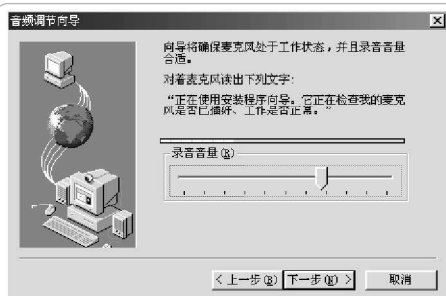 音频调节向导
向导将确保麦克风处于工作状态，并且录音音量
合适。
对着麦克风读出下列文字：
“正在使用安装程序向导。它正在检查我的麦克
风是否已插好、工作是否正常。”
录音音量(R)
< 上一步(B)
下一步(N) >
取消